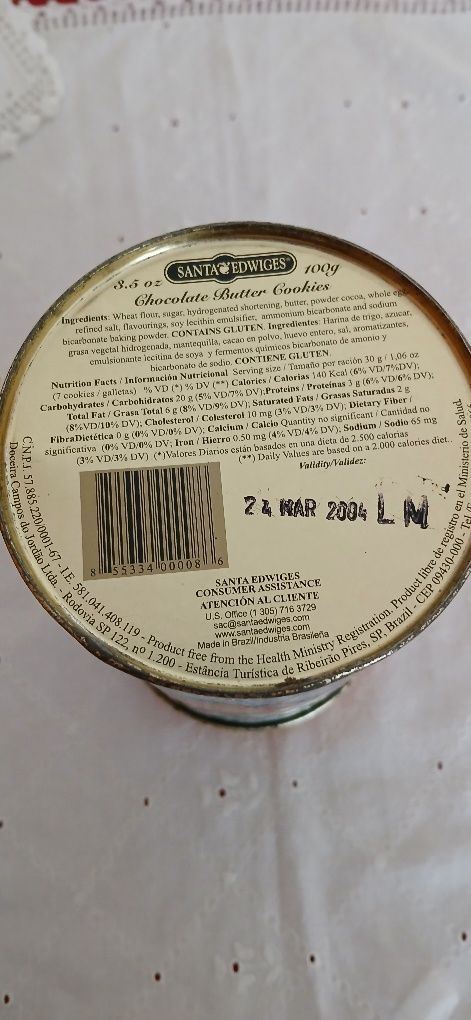 SANTA EDWIGES
3.5 oz 100g
Chocolate Butter Cookies
Ingredients: Wheat flour, sugar, hydrogenated shortening, butter, powder cocoa, whole egg,
refined salt, flavourings, soy lecithin emulsifier, ammonium bicarbonate and sodium
bicarbonate baking powder. CONTAINS GLUTEN. Ingredientes: Harina de trigo, azucar,
grasa vegetal hidrogenada, mantequilla, cacao en polvo, huevo entero, sal, aromatizantes,
emulsionante lecitina de soya y fermentos químicos bicarbonato de amonio y
bicarbonato de sodio. CONTIENE GLUTEN.
Nutrition Facts / Información Nutricional Serving size / Tamaño por ración 30 g / 1,06 oz
(7 cookies / galletas) % VD (*) % DV (**) Calories / Calorias 140 Kcal (6% VD/7%DV);
Carbohydrates / Carbohidratos 20 g (5% VD/7% DV);Proteins / Proteínas 3 g (6% VD/6% DV);
Total Fat / Grasa Total 6 g (8% VD/9% DV); Saturated Fats / Grasas Saturadas 2 g
(8%VD/10% DV); Cholesterol / Colesterol 10 mg (3% VD/3% DV); Dietary Fiber /
FibraDietética 0 g (0% VD/0% DV); Calcium / Calcio Quantity no significant / Cantidad no
significativa (0% VD/0% DV; Iron / Hierro 0.50 mg (4% VD/4% DV); Sodium / Sodio 65 mg
(3% VD/3% DV) (*)Valores Diarios están basados en una dieta de 2.500 calorías
(**) Daily Values are based on a 2.000 calories diet..
Validity/Validez:
24 MAR 2004 L M
8 55334 00008 6
SANTA EDWIGES
CONSUMER ASSISTANCE
ATENCIÓN AL CLIENTE
U.S. Office (1 305) 716 3729
sac@santaedwiges.com
www.santaedwiges.com
Made in Brazil/Industria Brasileña
CNPJ. 57.885.220/0001-67 - I.E. 581.041.408.119 - Product free from the Health Ministry Registration. Product libre de registro en el Ministerio de Salud.
Doceira Campos do Jordão Ltda. - Rodovia SP 122, nº 1.200 - Estância Turística de Ribeirão Pires, SP, Brazil - CEP 09430-000 -